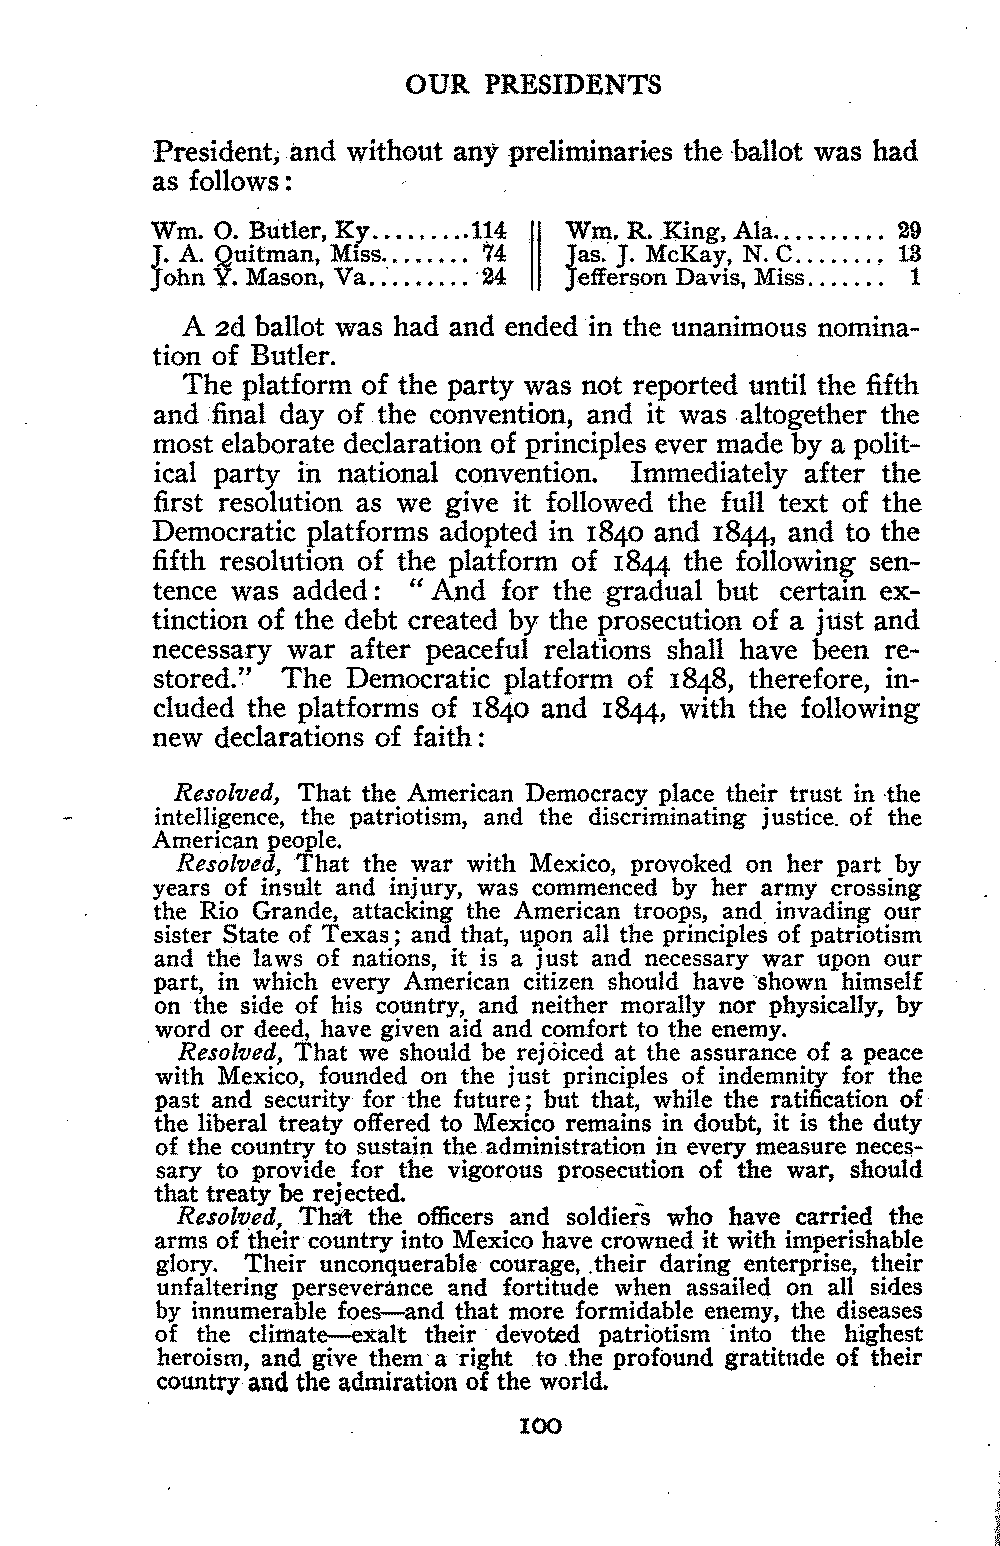 OUR PRESIDENTS
President, and without any preliminaries the ballot was had
as follows:
Wm. O. Butler, Ky.........114 || Wm. R. King, Ala.......... 29
J. A. Quitman, Miss........ 74 || Jas. J. McKay, N. C........ 13
John Y. Mason, Va......... 24 || Jefferson Davis, Miss....... 1
A 2d ballot was had and ended in the unanimous nomina-
tion of Butler.
The platform of the party was not reported until the fifth
and final day of the convention, and it was altogether the
most elaborate declaration of principles ever made by a polit-
ical party in national convention. Immediately after the
first resolution as we give it followed the full text of the
Democratic platforms adopted in 1840 and 1844, and to the
fifth resolution of the platform of 1844 the following sen-
tence was added: “ And for the gradual but certain ex-
tinction of the debt created by the prosecution of a just and
necessary war after peaceful relations shall have been re-
stored.” The Democratic platform of 1848, therefore, in-
cluded the platforms of 1840 and 1844, with the following
new declarations of faith:
Resolved, That the American Democracy place their trust in the
intelligence, the patriotism, and the discriminating justice. of the
American people.
Resolved, That the war with Mexico, provoked on her part by
years of insult and injury, was commenced by her army crossing
the Rio Grande, attacking the American troops, and invading our
sister State of Texas; and that, upon all the principles of patriotism
and the laws of nations, it is a just and necessary war upon our
part, in which every American citizen should have shown himself
on the side of his country, and neither morally nor physically, by
word or deed, have given aid and comfort to the enemy.
Resolved, That we should be rejoiced at the assurance of a peace
with Mexico, founded on the just principles of indemnity for the
past and security for the future; but that, while the ratification of
the liberal treaty offered to Mexico remains in doubt, it is the duty
of the country to sustain the administration in every measure neces-
sary to provide for the vigorous prosecution of the war, should
that treaty be rejected.
Resolved, That the officers and soldiers who have carried the
arms of their country into Mexico have crowned it with imperishable
glory. Their unconquerable courage, their daring enterprise, their
unfaltering perseverance and fortitude when assailed on all sides
by innumerable foes—and that more formidable enemy, the diseases
of the climate—exalt their devoted patriotism into the highest
heroism, and give them a right to the profound gratitude of their
country and the admiration of the world.
100